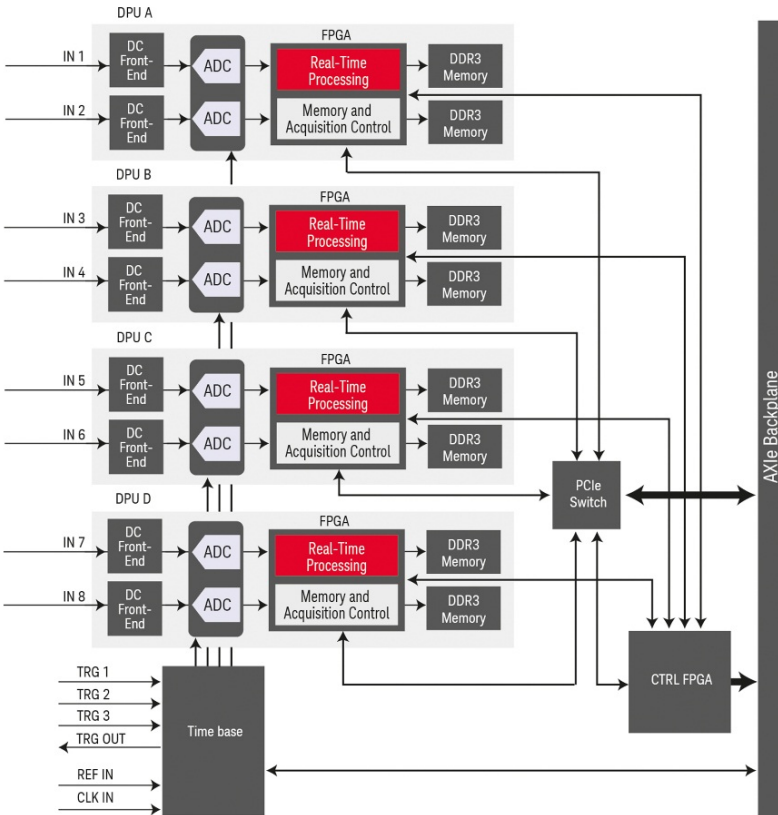 DPU A
FPGA
IN 1
DC
Front-
End
ADC
Real-Time
Processing
DDR3
Memory
IN 2
DC
Front-
End
ADC
Memory and
Acquisition Control
DDR3
Memory
DPU B
FPGA
IN 3
DC
Front-
End
ADC
Real-Time
Processing
DDR3
Memory
IN 4
DC
Front-
End
ADC
Memory and
Acquisition Control
DDR3
Memory
DPU C
FPGA
IN 5
DC
Front-
End
ADC
Real-Time
Processing
DDR3
Memory
IN 6
DC
Front-
End
ADC
Memory and
Acquisition Control
DDR3
Memory
DPU D
FPGA
IN 7
DC
Front-
End
ADC
Real-Time
Processing
DDR3
Memory
IN 8
DC
Front-
End
ADC
Memory and
Acquisition Control
DDR3
Memory
PCIe
Switch
AXIe Backplane
CTRL FPGA
TRG 1
TRG 2
TRG 3
TRG OUT
REF IN
CLK IN
Time base